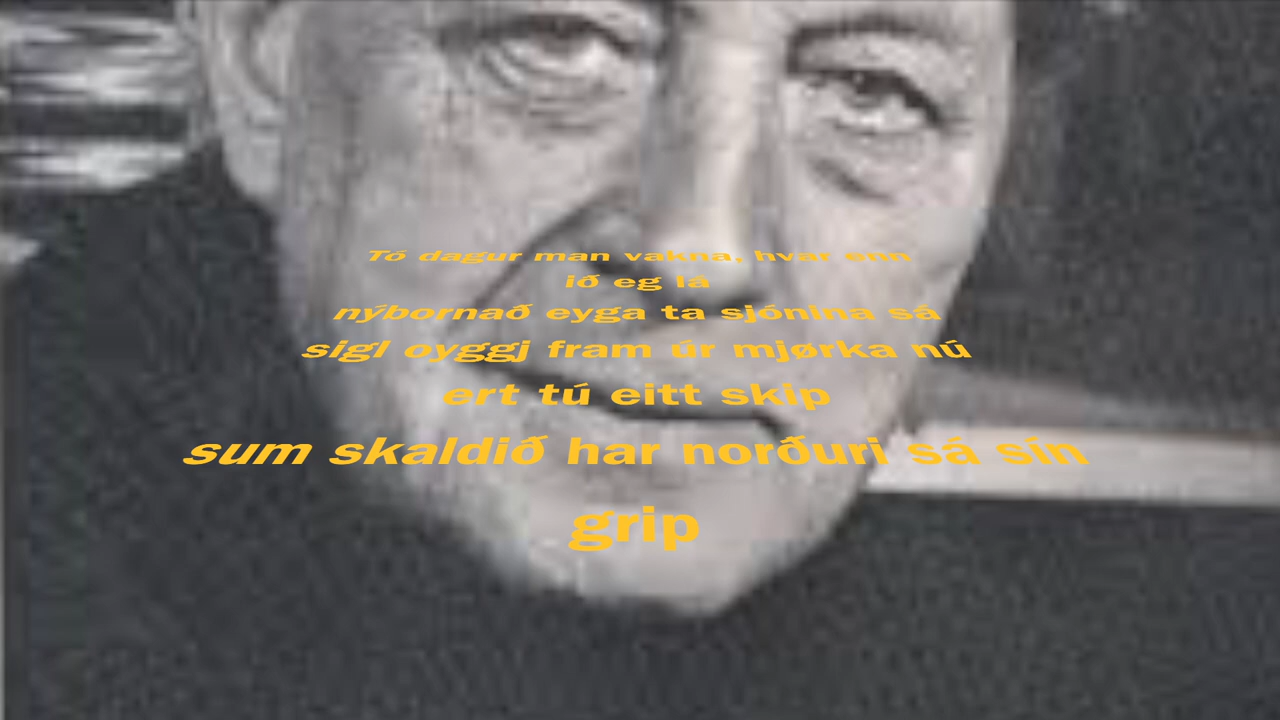 Tó dagur man vakna, hvar enn
ið eg lá
nýbornað eyga ta sjónina sá
sigl oyggj fram úr mjørka nú
ert tú eitt skip
sum skaldið har norðuri sá sín
grip